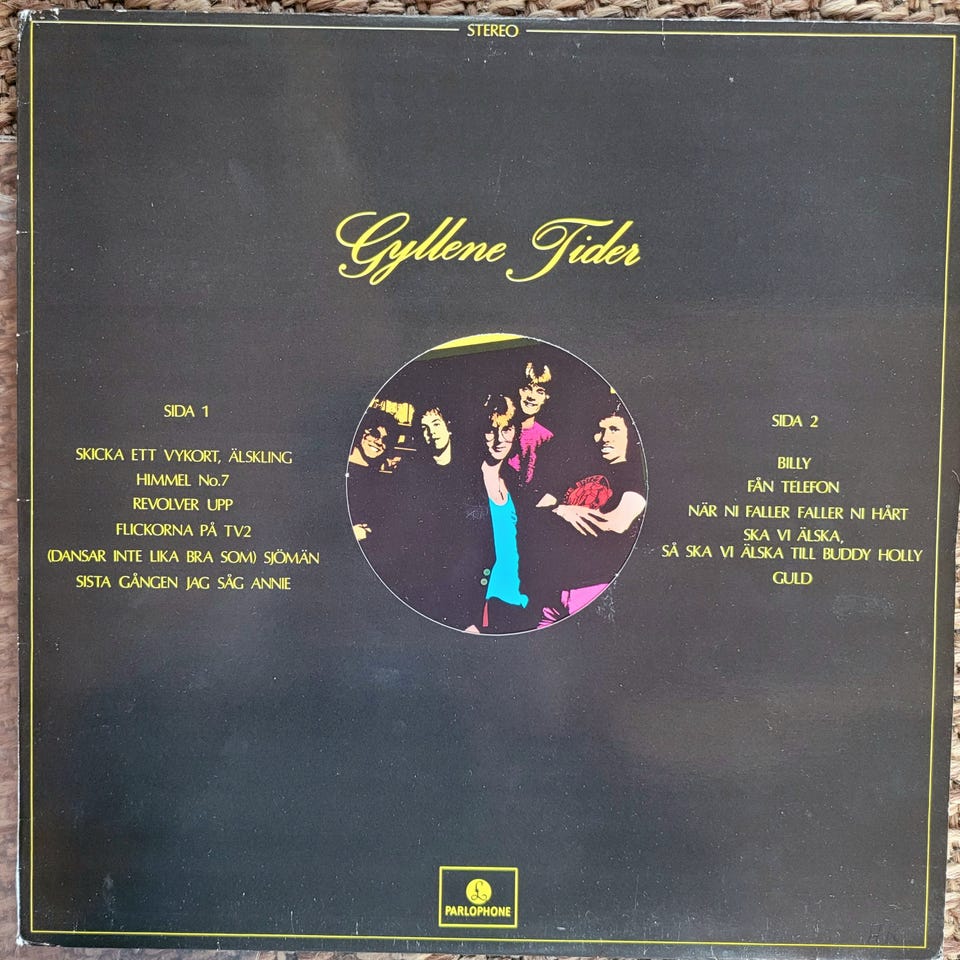 STEREO
Gyllene Tider
SIDA 1
SKICKA ETT VYKORT, ÄLSKLING
HIMMEL No.7
REVOLVER UPP
FLICKORNA PÅ TV2
(DANSAR INTE LIKA BRA SOM) SJÖMÄN
SISTA GÅNGEN JAG SÅG ANNIE
SIDA 2
BILLY
FÅN TELEFON
NÄR NI FALLER FALLER NI HÅRT
SKA VI ÄLSKA,
SÅ SKA VI ÄLSKA TILL BUDDY HOLLY
GULD
£
PARLOPHONE